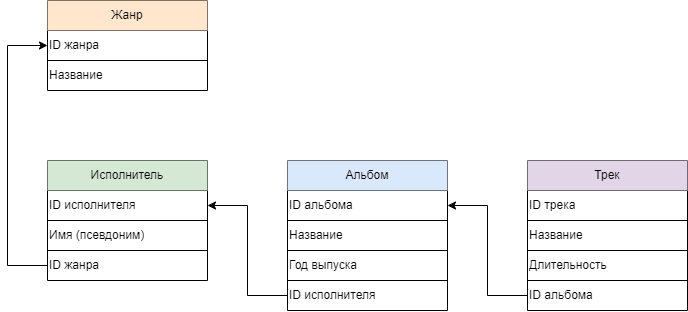 Жанр
ID жанра
Название
Исполнитель
ID исполнителя
Имя (псевдоним)
ID жанра
Альбом
ID альбома
Название
Год выпуска
ID исполнителя
Трек
ID трека
Название
Длительность
ID альбома